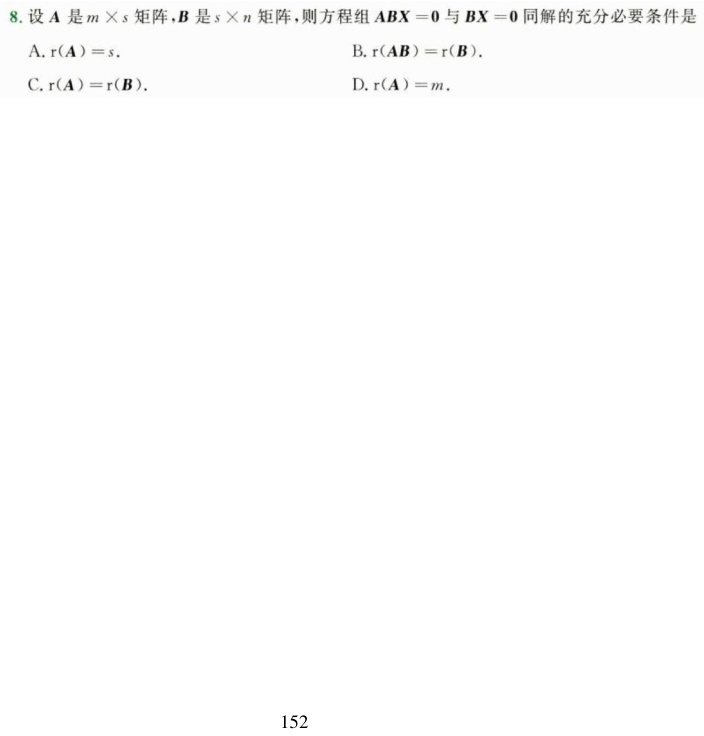 8. 设 A 是 m × s 矩阵,B 是 s × n 矩阵,则方程组 ABX = 0 与 BX = 0 同解的充分必要条件是
A. r(A) = s. B. r(AB) = r(B).
C. r(A) = r(B). D. r(A) = m.
152